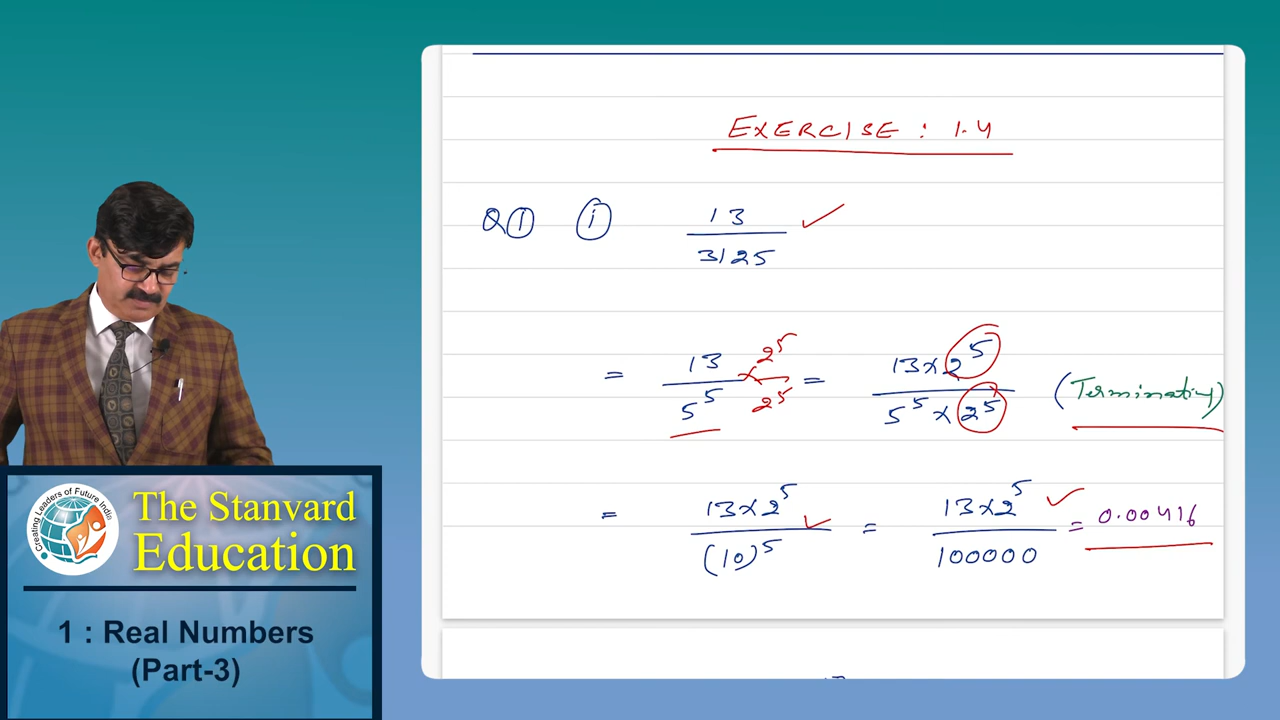 EXERCISE : 1.4
Q 1 i 13/3125 ✓
= 13/5^5 × 2^5/2^5 = 13×2^5/5^5×2^5 (Terminating)
= 13×2^5/(10)^5 ✓ = 13×2^5/100000 ✓ = 0.00416
Creating Leaders of Future India
The Stanvard
Education
1 : Real Numbers
(Part-3)